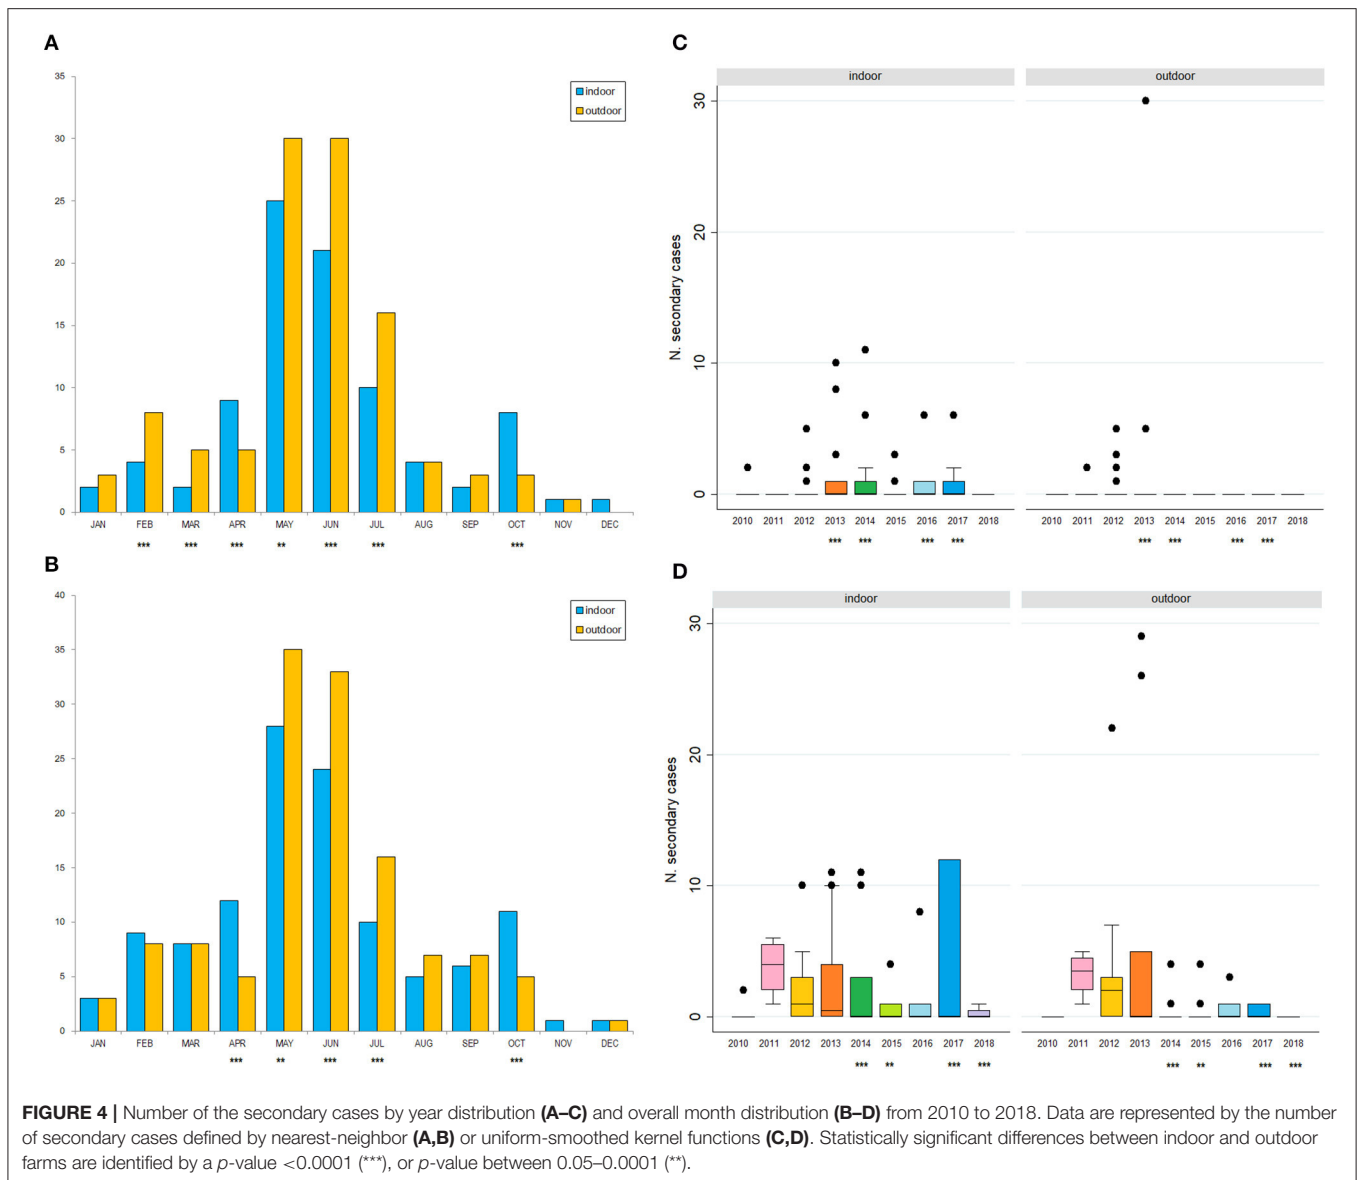 A
35
30
25
20
15
10
5
0
indoor
outdoor
JAN FEB MAR APR MAY JUN JUL AUG SEP OCT NOV DEC
*** *** *** ** *** *** ***
B
40
35
30
25
20
15
10
5
0
indoor
outdoor
JAN FEB MAR APR MAY JUN JUL AUG SEP OCT NOV DEC
*** ** *** *** ***
C
indoor outdoor
N. secondary cases
30
20
10
0
2010 2011 2012 2013 2014 2015 2016 2017 2018 2010 2011 2012 2013 2014 2015 2016 2017 2018
*** *** *** *** *** *** *** ***
D
indoor outdoor
N. secondary cases
30
20
10
0
2010 2011 2012 2013 2014 2015 2016 2017 2018 2010 2011 2012 2013 2014 2015 2016 2017 2018
*** ** *** *** *** ** *** ***
FIGURE 4 | Number of the secondary cases by year distribution (A–C) and overall month distribution (B–D) from 2010 to 2018. Data are represented by the number
of secondary cases defined by nearest-neighbor (A,B) or uniform-smoothed kernel functions (C,D). Statistically significant differences between indoor and outdoor
farms are identified by a p-value <0.0001 (***), or p-value between 0.05–0.0001 (**).